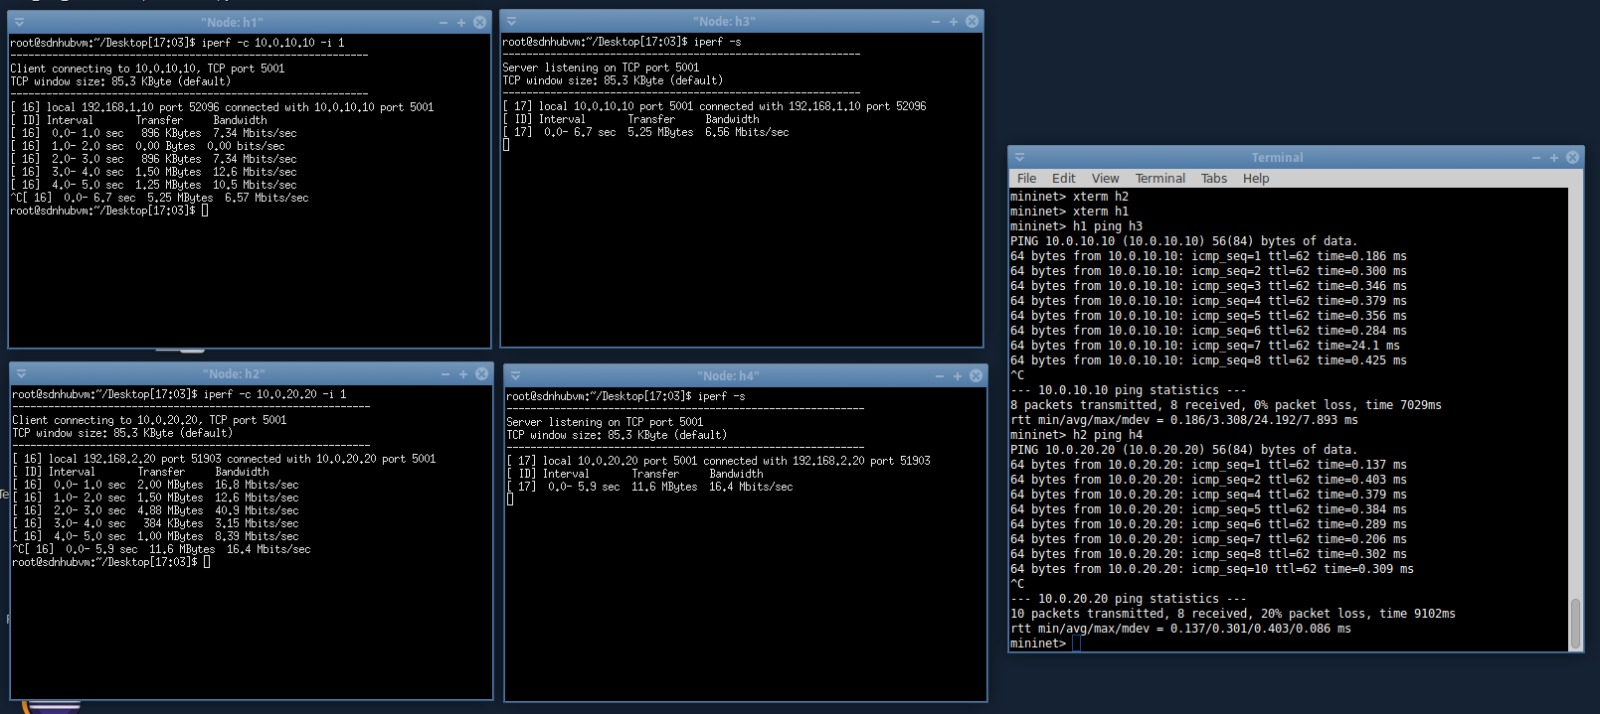 "Node: h1"
root@sdnhubvm:~/Desktop[17:03]$ iperf -c 10.0.10.10 -i 1
------------------------------------------------------------
Client connecting to 10.0.10.10, TCP port 5001
TCP window size: 85.3 KByte (default)
------------------------------------------------------------
[ 16] local 192.168.1.10 port 52096 connected with 10.0.10.10 port 5001
[ ID] Interval       Transfer     Bandwidth
[ 16]  0.0- 1.0 sec   896 KBytes  7.34 Mbits/sec
[ 16]  1.0- 2.0 sec  0.00 Bytes  0.00 bits/sec
[ 16]  2.0- 3.0 sec   896 KBytes  7.34 Mbits/sec
[ 16]  3.0- 4.0 sec  1.50 MBytes  12.6 Mbits/sec
[ 16]  4.0- 5.0 sec  1.25 MBytes  10.5 Mbits/sec
^C[ 16]  0.0- 6.7 sec  5.25 MBytes  6.57 Mbits/sec
root@sdnhubvm:~/Desktop[17:03]$
"Node: h3"
root@sdnhubvm:~/Desktop[17:03]$ iperf -s
------------------------------------------------------------
Server listening on TCP port 5001
TCP window size: 85.3 KByte (default)
------------------------------------------------------------
[ 17] local 10.0.10.10 port 5001 connected with 192.168.1.10 port 52096
[ ID] Interval       Transfer     Bandwidth
[ 17]  0.0- 6.7 sec  5.25 MBytes  6.56 Mbits/sec
"Node: h2"
root@sdnhubvm:~/Desktop[17:03]$ iperf -c 10.0.20.20 -i 1
------------------------------------------------------------
Client connecting to 10.0.20.20, TCP port 5001
TCP window size: 85.3 KByte (default)
------------------------------------------------------------
[ 16] local 192.168.2.20 port 51903 connected with 10.0.20.20 port 5001
[ ID] Interval       Transfer     Bandwidth
[ 16]  0.0- 1.0 sec  2.00 MBytes  16.8 Mbits/sec
[ 16]  1.0- 2.0 sec  1.50 MBytes  12.6 Mbits/sec
[ 16]  2.0- 3.0 sec  4.88 MBytes  40.9 Mbits/sec
[ 16]  3.0- 4.0 sec   384 KBytes  3.15 Mbits/sec
[ 16]  4.0- 5.0 sec  1.00 MBytes  8.39 Mbits/sec
^C[ 16]  0.0- 5.9 sec  11.6 MBytes  16.4 Mbits/sec
root@sdnhubvm:~/Desktop[17:03]$
"Node: h4"
root@sdnhubvm:~/Desktop[17:03]$ iperf -s
------------------------------------------------------------
Server listening on TCP port 5001
TCP window size: 85.3 KByte (default)
------------------------------------------------------------
[ 17] local 10.0.20.20 port 5001 connected with 192.168.2.20 port 51903
[ ID] Interval       Transfer     Bandwidth
[ 17]  0.0- 5.9 sec  11.6 MBytes  16.4 Mbits/sec
Terminal
File Edit View Terminal Tabs Help
mininet> xterm h2
mininet> xterm h1
mininet> h1 ping h3
PING 10.0.10.10 (10.0.10.10) 56(84) bytes of data.
64 bytes from 10.0.10.10: icmp_seq=1 ttl=62 time=0.186 ms
64 bytes from 10.0.10.10: icmp_seq=2 ttl=62 time=0.300 ms
64 bytes from 10.0.10.10: icmp_seq=3 ttl=62 time=0.346 ms
64 bytes from 10.0.10.10: icmp_seq=4 ttl=62 time=0.379 ms
64 bytes from 10.0.10.10: icmp_seq=5 ttl=62 time=0.356 ms
64 bytes from 10.0.10.10: icmp_seq=6 ttl=62 time=0.284 ms
64 bytes from 10.0.10.10: icmp_seq=7 ttl=62 time=24.1 ms
64 bytes from 10.0.10.10: icmp_seq=8 ttl=62 time=0.425 ms
^C
--- 10.0.10.10 ping statistics ---
8 packets transmitted, 8 received, 0% packet loss, time 7029ms
rtt min/avg/max/mdev = 0.186/3.308/24.192/7.893 ms
mininet> h2 ping h4
PING 10.0.20.20 (10.0.20.20) 56(84) bytes of data.
64 bytes from 10.0.20.20: icmp_seq=1 ttl=62 time=0.137 ms
64 bytes from 10.0.20.20: icmp_seq=2 ttl=62 time=0.403 ms
64 bytes from 10.0.20.20: icmp_seq=4 ttl=62 time=0.379 ms
64 bytes from 10.0.20.20: icmp_seq=5 ttl=62 time=0.384 ms
64 bytes from 10.0.20.20: icmp_seq=6 ttl=62 time=0.289 ms
64 bytes from 10.0.20.20: icmp_seq=7 ttl=62 time=0.206 ms
64 bytes from 10.0.20.20: icmp_seq=8 ttl=62 time=0.302 ms
64 bytes from 10.0.20.20: icmp_seq=10 ttl=62 time=0.309 ms
^C
--- 10.0.20.20 ping statistics ---
10 packets transmitted, 8 received, 20% packet loss, time 9102ms
rtt min/avg/max/mdev = 0.137/0.301/0.403/0.086 ms
mininet>